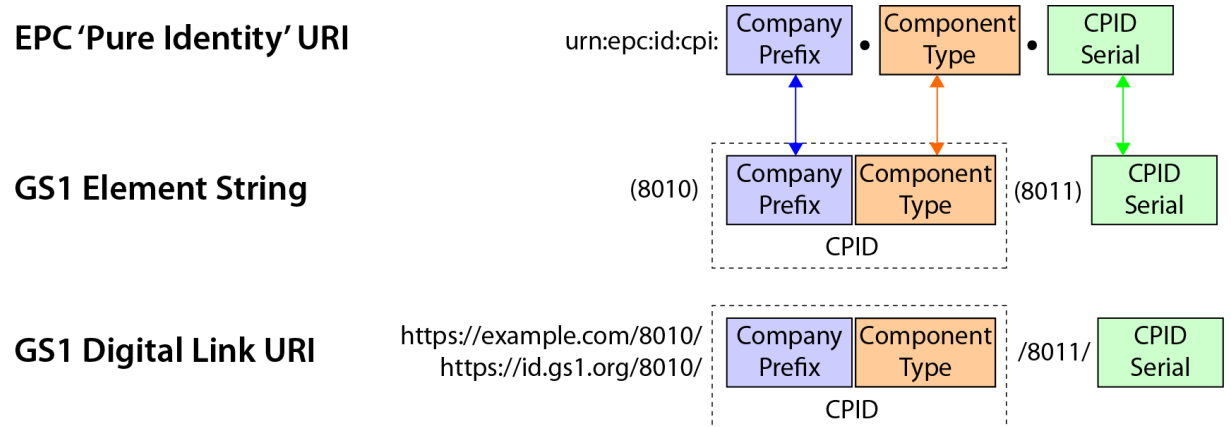 EPC ‘Pure Identity’ URI
urn:epc:id:cpi:
Company
Prefix
•
Component
Type
•
CPID
Serial
GS1 Element String
(8010)
Company
Prefix
Component
Type
(8011)
CPID
Serial
CPID
GS1 Digital Link URI
https://example.com/8010/
https://id.gs1.org/8010/
Company
Prefix
Component
Type
/8011/
CPID
Serial
CPID